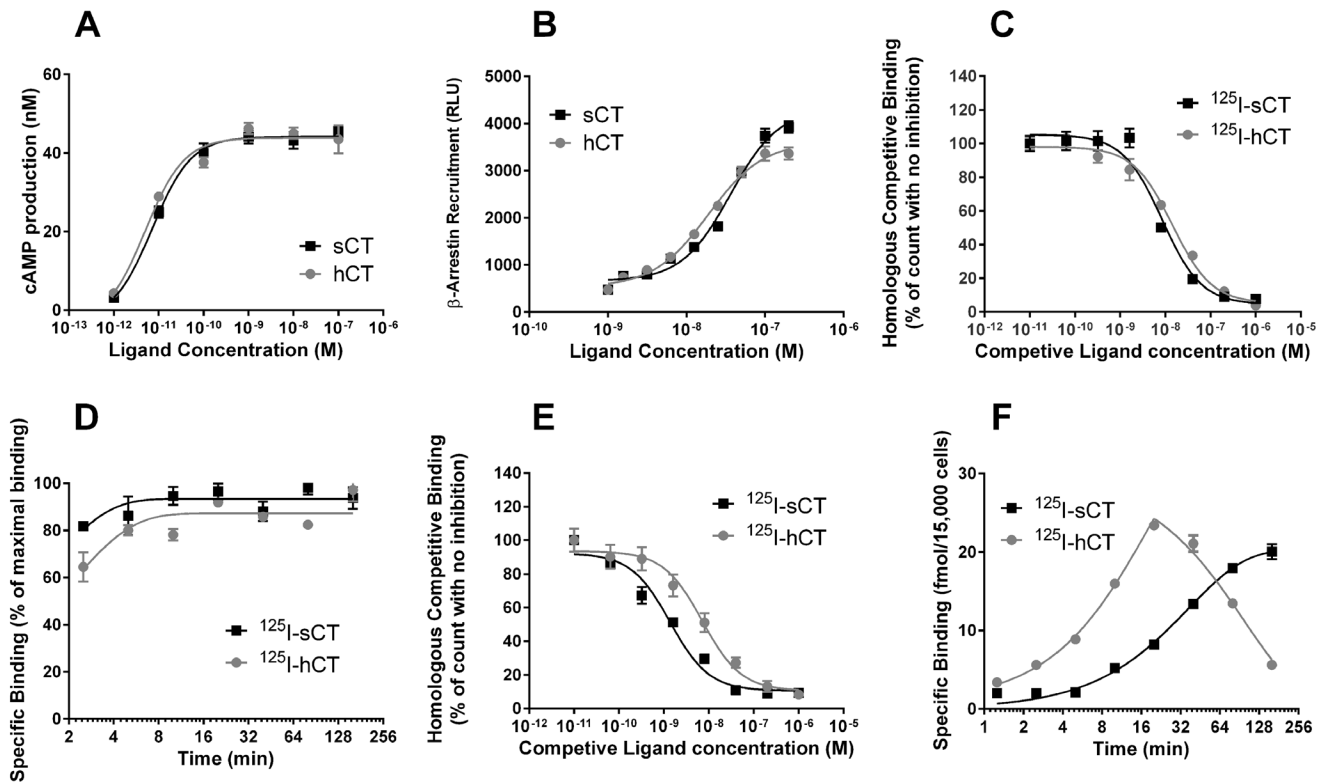 A
cAMP production (nM)
60
40
20
0
10-13
10-12
10-11
10-10
10-9
10-8
10-7
10-6
Ligand Concentration (M)
sCT
hCT
B
β-Arrestin Recruitment (RLU)
5000
4000
3000
2000
1000
0
10-10
10-9
10-8
10-7
10-6
Ligand Concentration (M)
sCT
hCT
C
Homologous Competitive Binding
(% of count with no inhibition)
140
120
100
80
60
40
20
0
10-12
10-11
10-10
10-9
10-8
10-7
10-6
10-5
Competive Ligand concentration (M)
125I-sCT
125I-hCT
D
Specific Binding (% of maximal binding)
100
80
60
40
20
0
2
4
8
16
32
64
128
256
Time (min)
125I-sCT
125I-hCT
E
Homologous Competitive Binding
(% of count with no inhibition)
140
120
100
80
60
40
20
0
10-12
10-11
10-10
10-9
10-8
10-7
10-6
10-5
Competive Ligand concentration (M)
125I-sCT
125I-hCT
F
Specific Binding (fmol/15,000 cells)
30
20
10
0
1
2
4
8
16
32
64
128
256
Time (min)
125I-sCT
125I-hCT